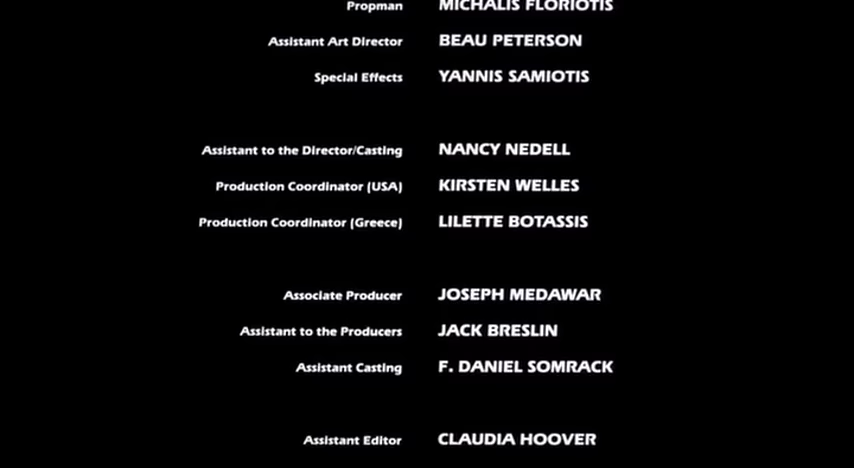 Propman MICHALIS FLORIOTIS
Assistant Art Director BEAU PETERSON
Special Effects YANNIS SAMIOTIS
Assistant to the Director/Casting NANCY NEDELL
Production Coordinator (USA) KIRSTEN WELLES
Production Coordinator (Greece) LILETTE BOTASSIS
Associate Producer JOSEPH MEDAWAR
Assistant to the Producers JACK BRESLIN
Assistant Casting F. DANIEL SOMRACK
Assistant Editor CLAUDIA HOOVER